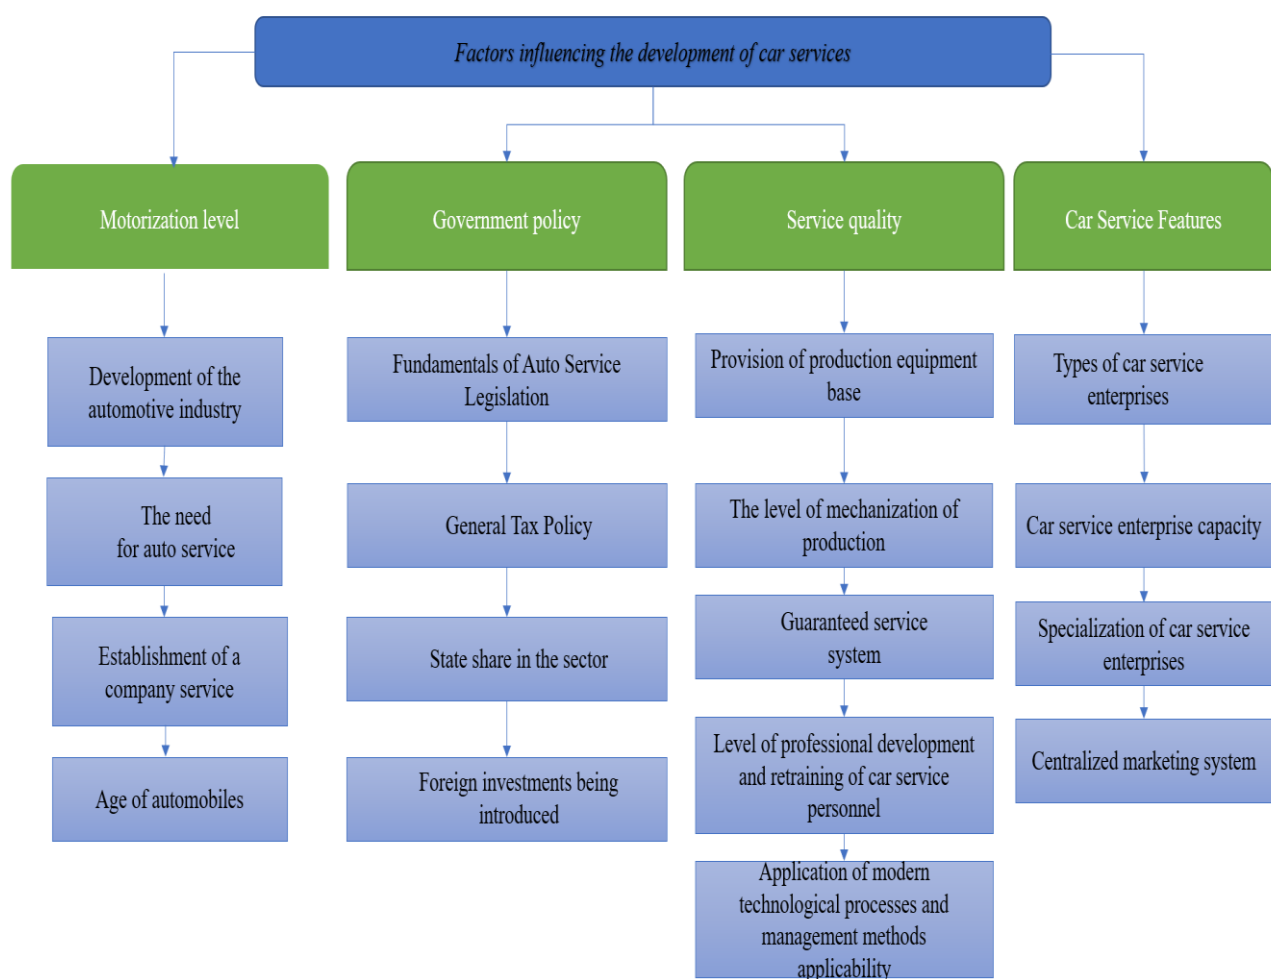 Factors influencing the development of car services
Motorization level
Government policy
Service quality
Car Service Features
Development of the
automotive industry
The need
for auto service
Establishment of a
company service
Age of automobiles
Fundamentals of Auto Service
Legislation
General Tax Policy
State share in the sector
Foreign investments being
introduced
Provision of production equipment
base
The level of mechanization of
production
Guaranteed service
system
Level of professional development
and retraining of car service
personnel
Application of modern
technological processes and
management methods
applicability
Types of car service
enterprises
Car service enterprise capacity
Specialization of car service
enterprises
Centralized marketing system